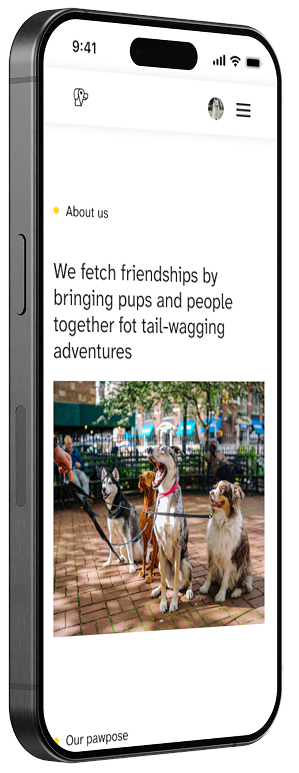 9:41
About us
We fetch friendships by
bringing pups and people
together fot tail-wagging
adventures
Our pawpose